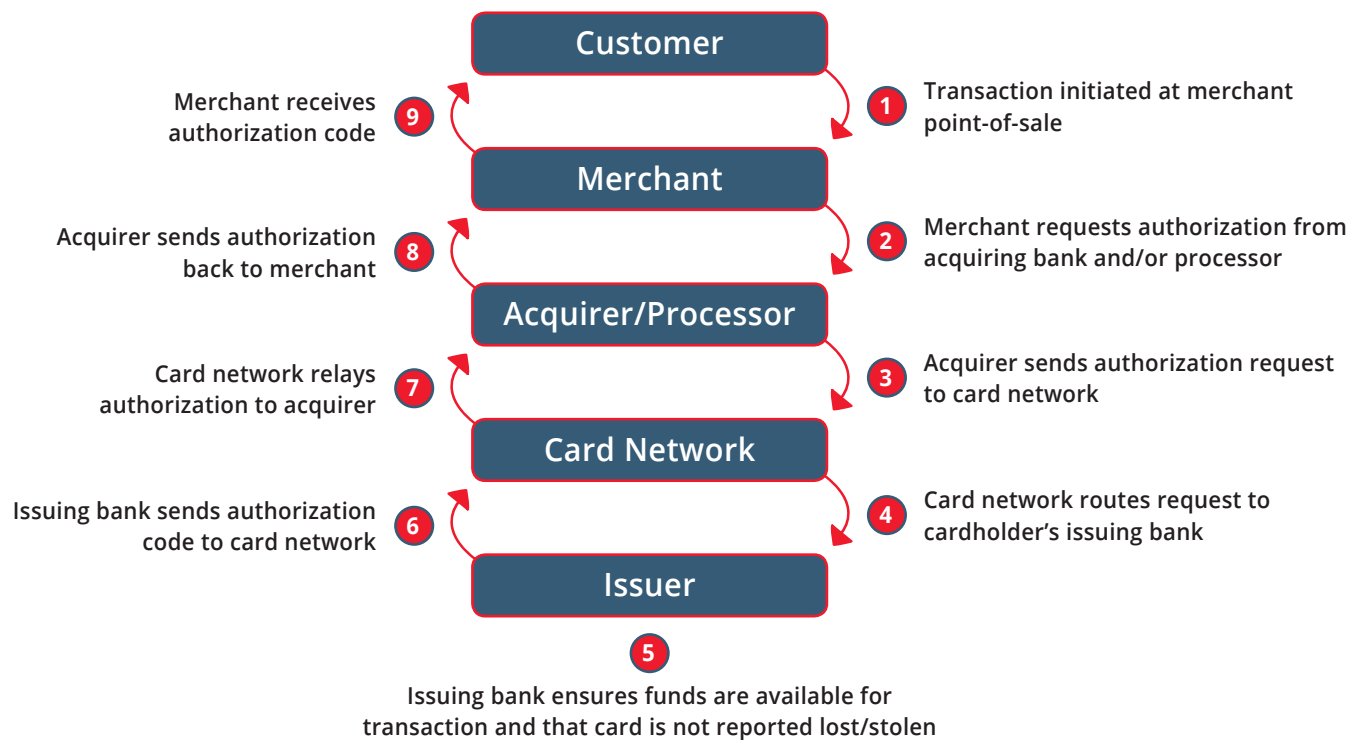 Customer
1
Transaction initiated at merchant
point-of-sale
9
Merchant receives
authorization code
Merchant
2
Merchant requests authorization from
acquiring bank and/or processor
8
Acquirer sends authorization
back to merchant
Acquirer/Processor
3
Acquirer sends authorization request
to card network
7
Card network relays
authorization to acquirer
Card Network
4
Card network routes request to
cardholder’s issuing bank
6
Issuing bank sends authorization
code to card network
Issuer
5
Issuing bank ensures funds are available for
transaction and that card is not reported lost/stolen